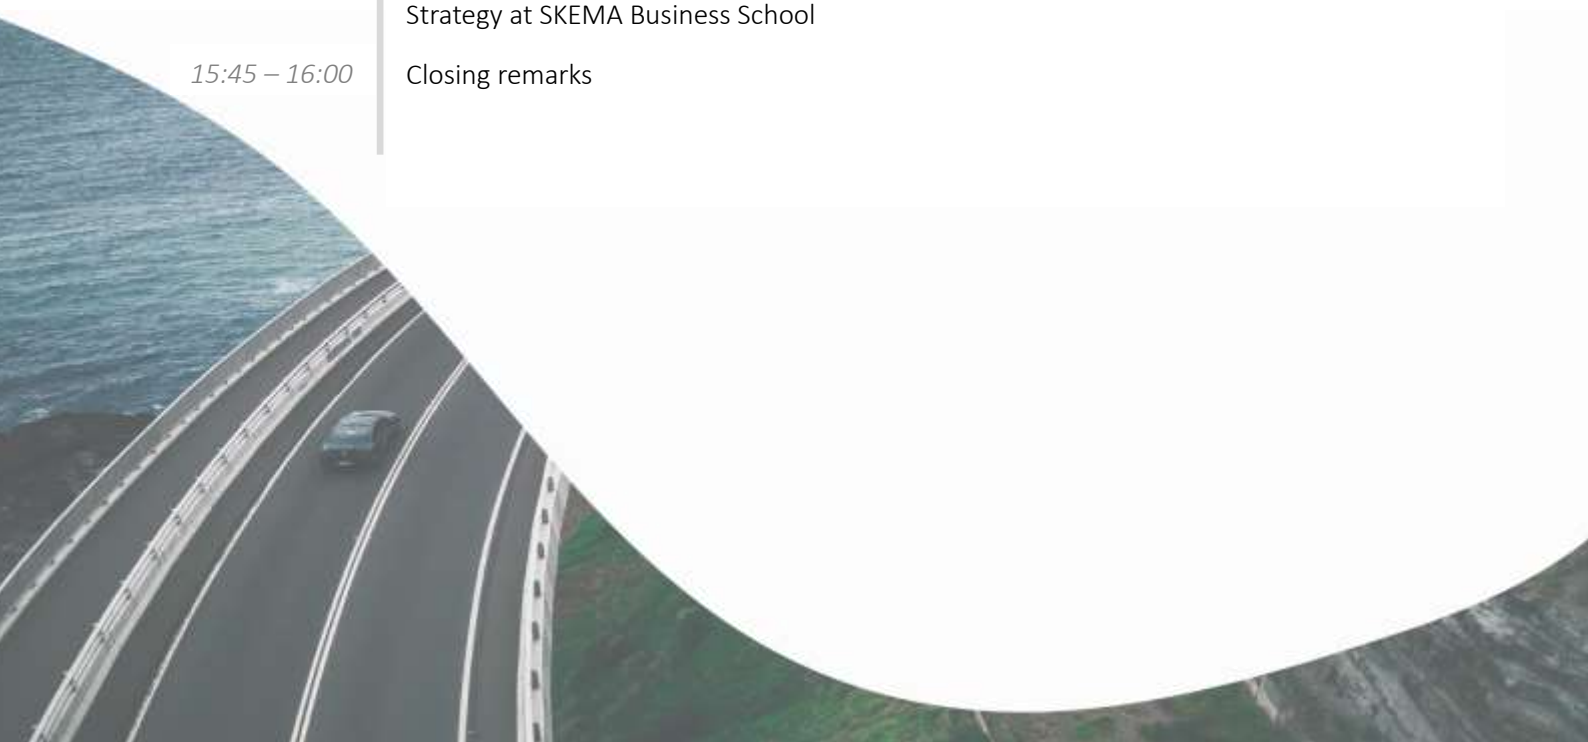 Strategy at SKEMA Business School
15:45 – 16:00
Closing remarks